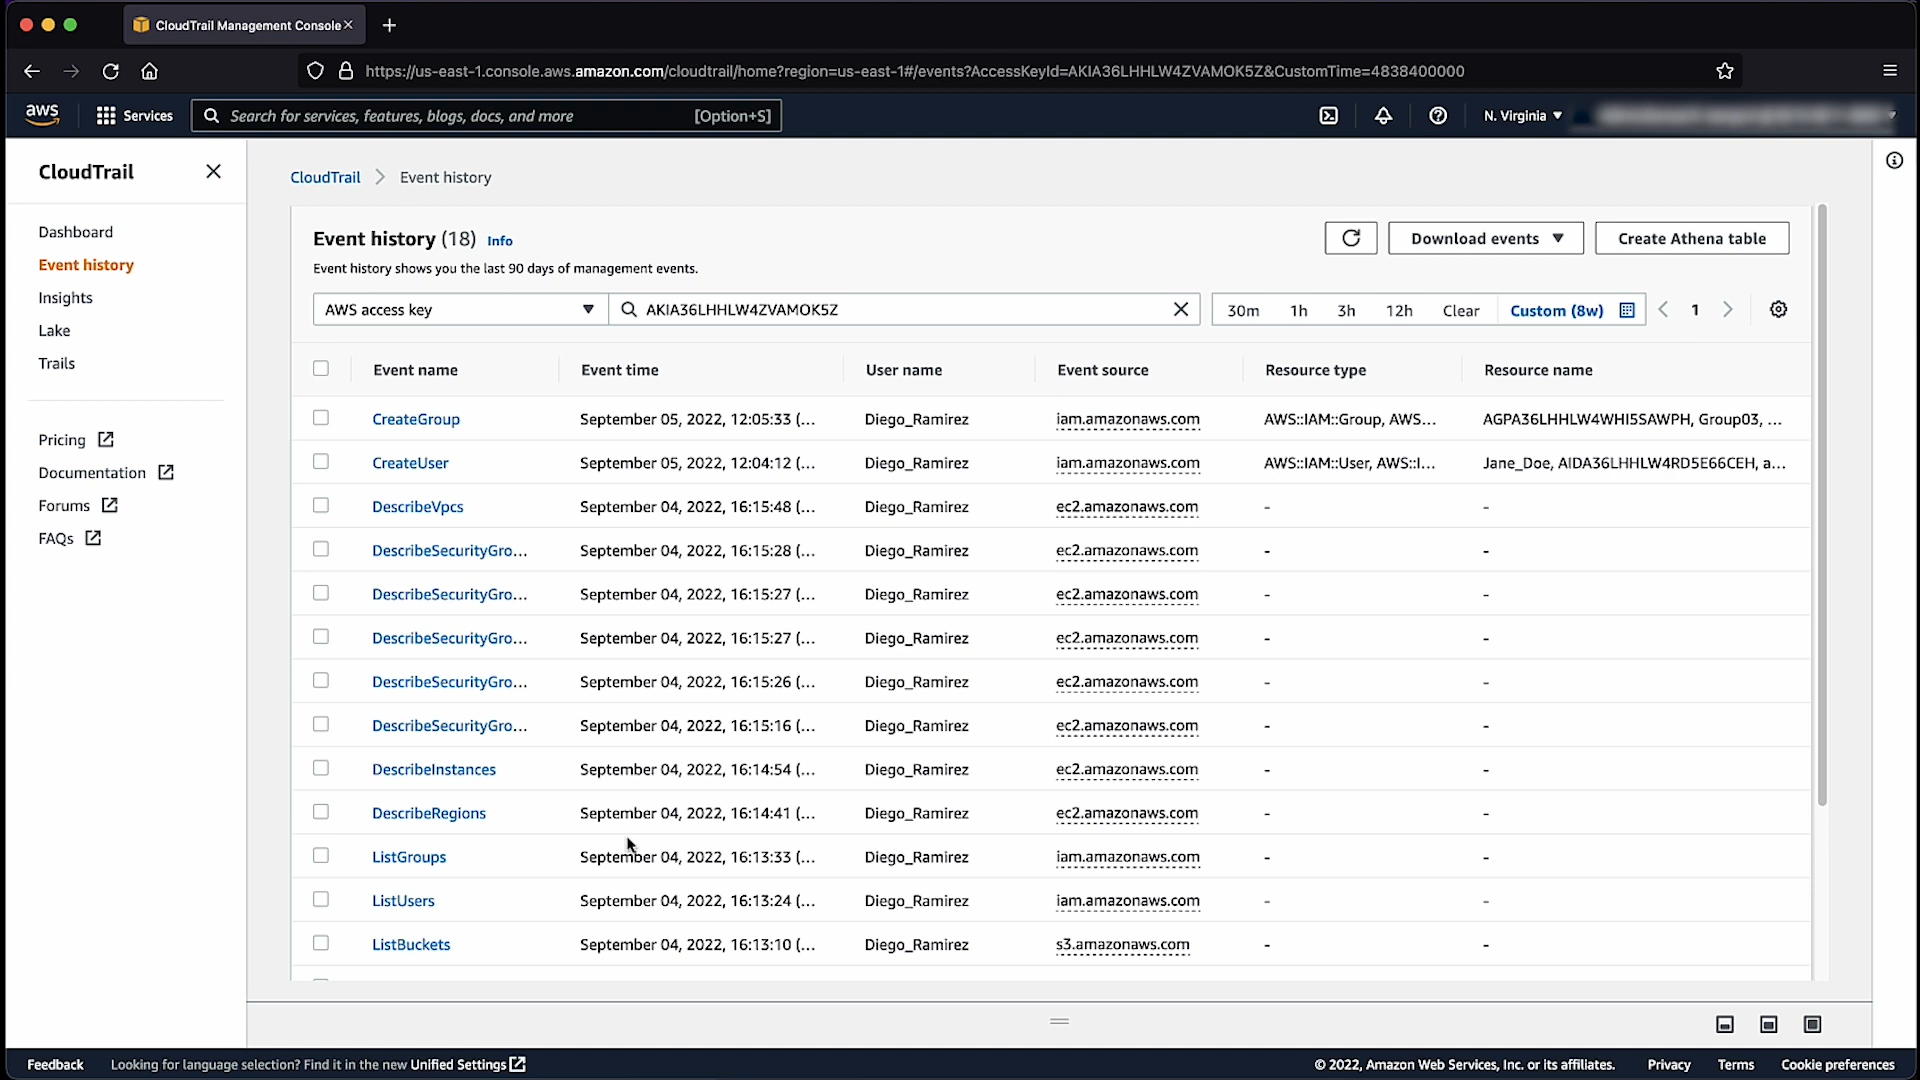 CloudTrail Management Console
https://us-east-1.console.aws.amazon.com/cloudtrail/home?region=us-east-1#/events?AccessKeyId=AKIA36LHHLW4ZVAMOK5Z&CustomTime=4838400000
aws Services Search for services, features, blogs, docs, and more [Option+S] N. Virginia
CloudTrail
Dashboard
Event history
Insights
Lake
Trails
Pricing
Documentation
Forums
FAQs
CloudTrail Event history
Event history (18) Info
Event history shows you the last 90 days of management events.
Download events Create Athena table
AWS access key AKIA36LHHLW4ZVAMOK5Z 30m 1h 3h 12h Clear Custom (8w) 1
Event name Event time User name Event source Resource type Resource name
CreateGroup September 05, 2022, 12:05:33 (... Diego_Ramirez iam.amazonaws.com AWS::IAM::Group, AWS... AGPA36LHHLW4WHI5SAWPH, Group03, ...
CreateUser September 05, 2022, 12:04:12 (... Diego_Ramirez iam.amazonaws.com AWS::IAM::User, AWS::I... Jane_Doe, AIDA36LHHLW4RD5E66CEH, a...
DescribeVpcs September 04, 2022, 16:15:48 (... Diego_Ramirez ec2.amazonaws.com - -
DescribeSecurityGro... September 04, 2022, 16:15:28 (... Diego_Ramirez ec2.amazonaws.com - -
DescribeSecurityGro... September 04, 2022, 16:15:27 (... Diego_Ramirez ec2.amazonaws.com - -
DescribeSecurityGro... September 04, 2022, 16:15:27 (... Diego_Ramirez ec2.amazonaws.com - -
DescribeSecurityGro... September 04, 2022, 16:15:26 (... Diego_Ramirez ec2.amazonaws.com - -
DescribeSecurityGro... September 04, 2022, 16:15:16 (... Diego_Ramirez ec2.amazonaws.com - -
DescribeInstances September 04, 2022, 16:14:54 (... Diego_Ramirez ec2.amazonaws.com - -
DescribeRegions September 04, 2022, 16:14:41 (... Diego_Ramirez ec2.amazonaws.com - -
ListGroups September 04, 2022, 16:13:33 (... Diego_Ramirez iam.amazonaws.com - -
ListUsers September 04, 2022, 16:13:24 (... Diego_Ramirez iam.amazonaws.com - -
ListBuckets September 04, 2022, 16:13:10 (... Diego_Ramirez s3.amazonaws.com - -
Feedback Looking for language selection? Find it in the new Unified Settings © 2022, Amazon Web Services, Inc. or its affiliates. Privacy Terms Cookie preferences